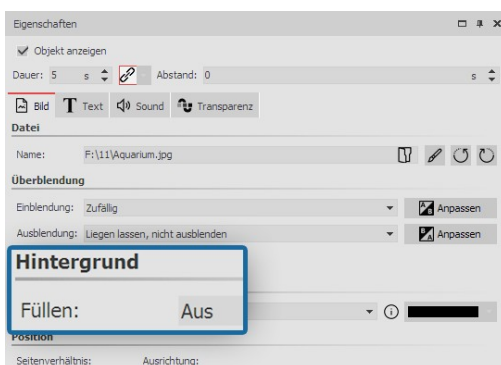 Eigenschaften
Objekt anzeigen
Dauer: 5 s Abstand: 0 s
Bild T Text Sound Transparenz
Datei
Name: F:\11\Aquarium.jpg
Überblendung
Einblendung: Zufällig A B Anpassen
Ausblendung: Liegen lassen, nicht ausblenden B A Anpassen
Hintergrund
Füllen: Aus
Position
Seitenverhältnis: Ausrichtung: